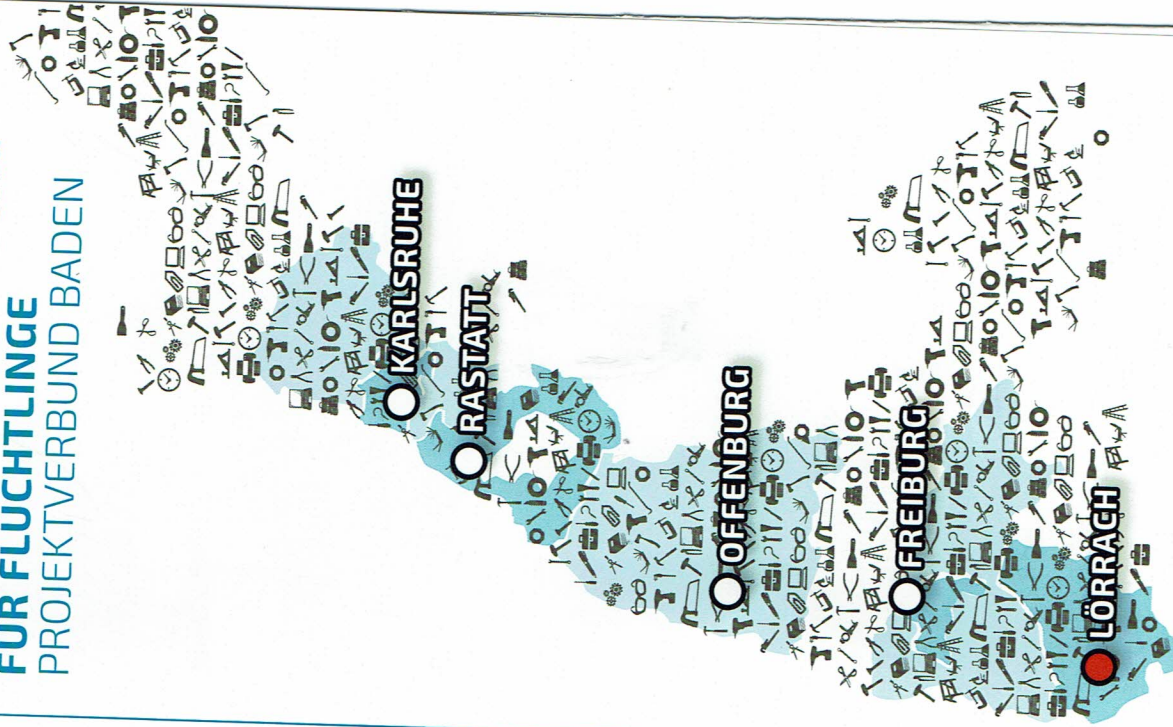 FÜR FLÜCHTLINGE
PROJEKTVERBUND BADEN
KARLSRUHE
RASTATT
OFFENBURG
FREIBURG
LÖRRACH